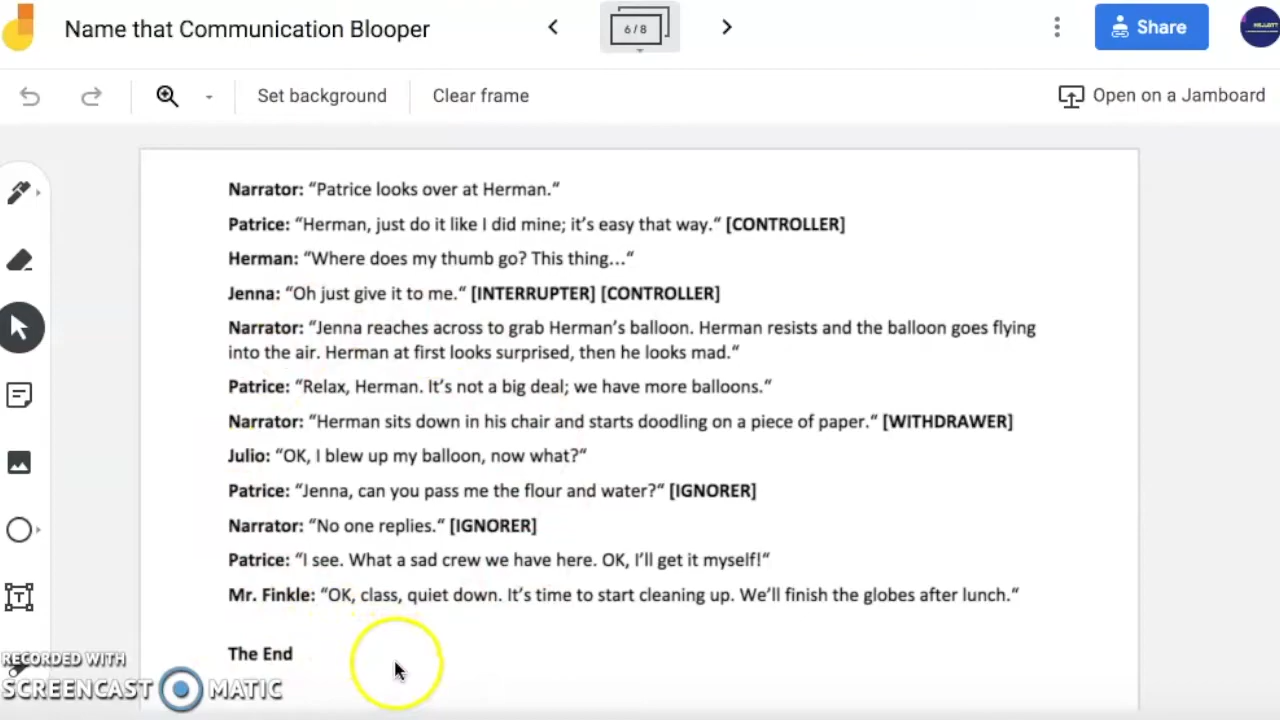 Name that Communication Blooper
6 / 8
Share
Set background
Clear frame
Open on a Jamboard
Narrator: “Patrice looks over at Herman.“
Patrice: “Herman, just do it like I did mine; it’s easy that way.“ [CONTROLLER]
Herman: “Where does my thumb go? This thing…“
Jenna: “Oh just give it to me.“ [INTERRUPTER] [CONTROLLER]
Narrator: “Jenna reaches across to grab Herman’s balloon. Herman resists and the balloon goes flying
into the air. Herman at first looks surprised, then he looks mad.“
Patrice: “Relax, Herman. It’s not a big deal; we have more balloons.“
Narrator: “Herman sits down in his chair and starts doodling on a piece of paper.“ [WITHDRAWER]
Julio: “OK, I blew up my balloon, now what?“
Patrice: “Jenna, can you pass me the flour and water?“ [IGNORER]
Narrator: “No one replies.“ [IGNORER]
Patrice: “I see. What a sad crew we have here. OK, I’ll get it myself!“
Mr. Finkle: “OK, class, quiet down. It’s time to start cleaning up. We’ll finish the globes after lunch.“
The End
RECORDED WITH
SCREENCAST MATIC